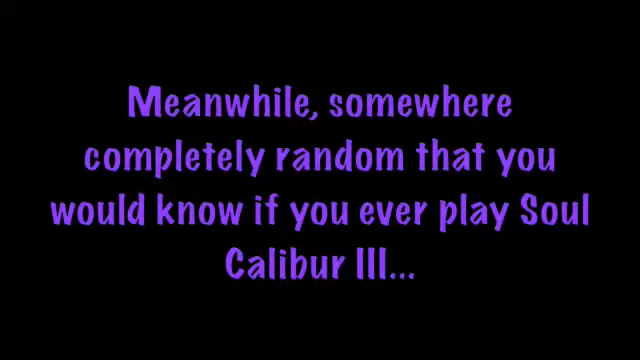 Meanwhile, somewhere
completely random that you
would know if you ever play Soul
Calibur III...